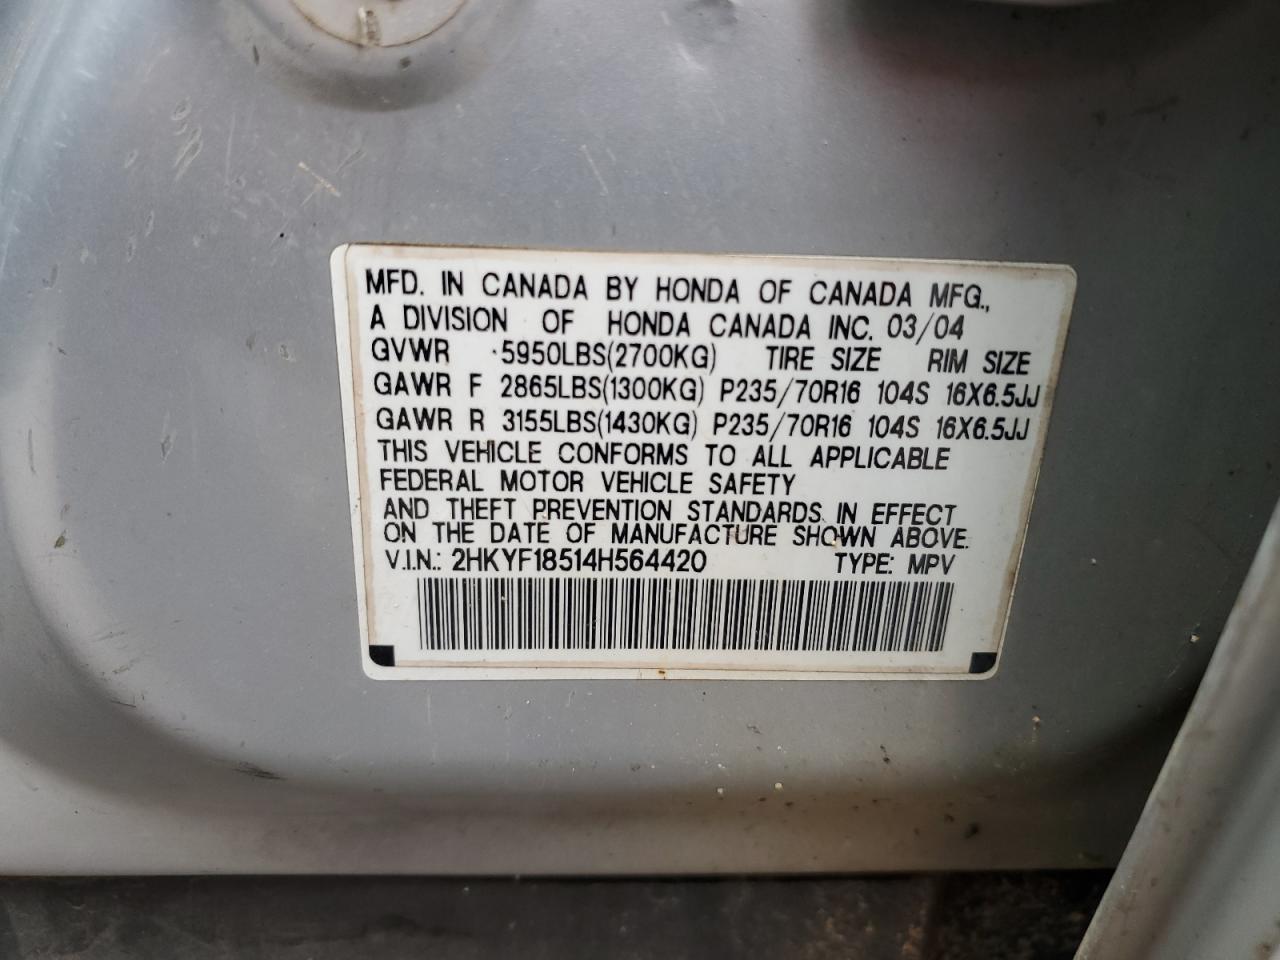 MFD. IN CANADA BY HONDA OF CANADA MFG.,
A DIVISION OF HONDA CANADA INC. 03/04
GVWR 5950LBS(2700KG) TIRE SIZE RIM SIZE
GAWR F 2865LBS(1300KG) P235/70R16 104S 16X6.5JJ
GAWR R 3155LBS(1430KG) P235/70R16 104S 16X6.5JJ
THIS VEHICLE CONFORMS TO ALL APPLICABLE
FEDERAL MOTOR VEHICLE SAFETY
AND THEFT PREVENTION STANDARDS IN EFFECT
ON THE DATE OF MANUFACTURE SHOWN ABOVE.
V.I.N.: 2HKYF18514H564420 TYPE: MPV